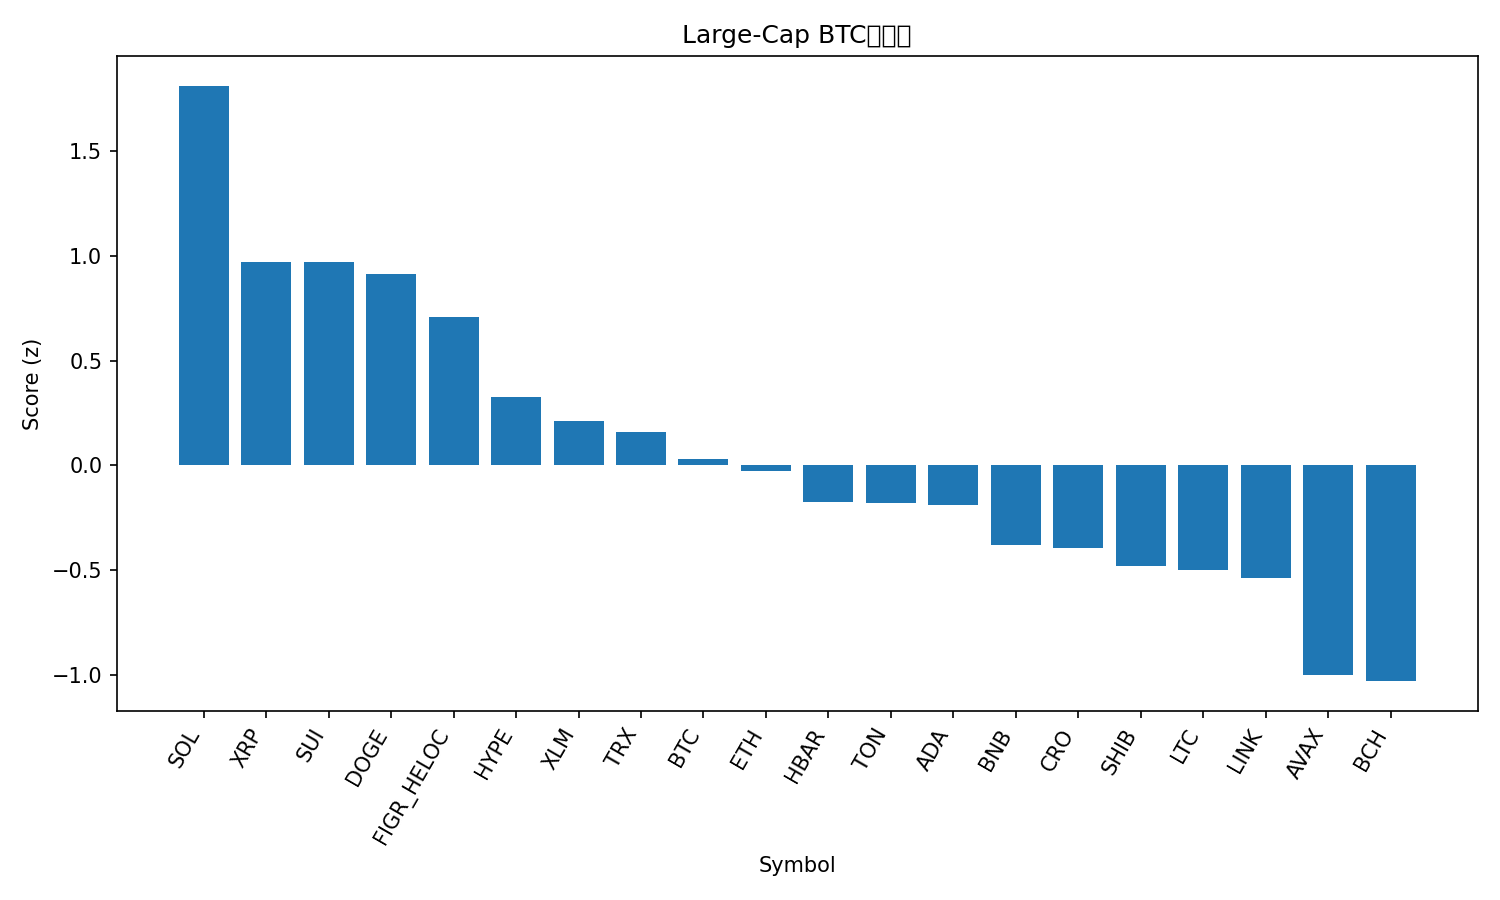 Large-Cap BTC
Score (z)
1.5
1.0
0.5
0.0
−0.5
−1.0
SOL
XRP
SUI
DOGE
FIGR_HELOC
HYPE
XLM
TRX
BTC
ETH
HBAR
TON
ADA
BNB
CRO
SHIB
LTC
LINK
AVAX
BCH
Symbol